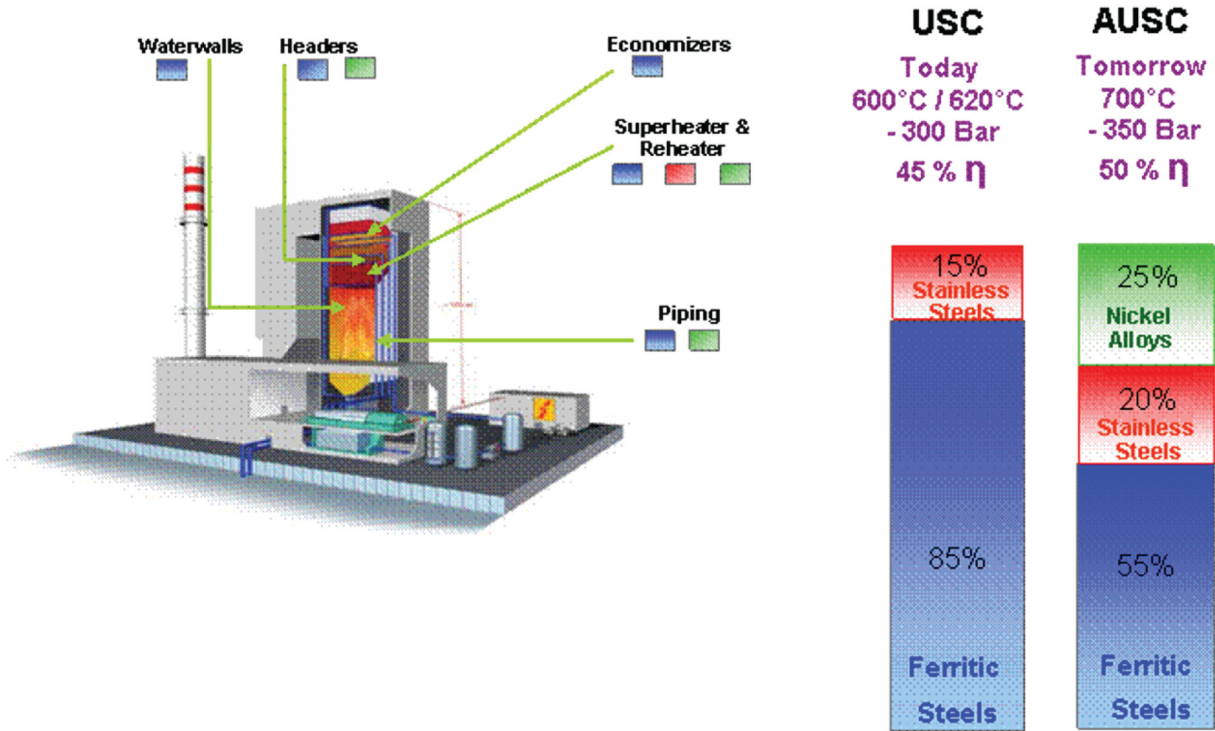 Waterwalls
Headers
Economizers
Superheater &
Reheater
Piping
USC
Today
600°C / 620°C
- 300 Bar
45 % η
15%
Stainless
Steels
85%
Ferritic
Steels
AUSC
Tomorrow
700°C
- 350 Bar
50 % η
25%
Nickel
Alloys
20%
Stainless
Steels
55%
Ferritic
Steels